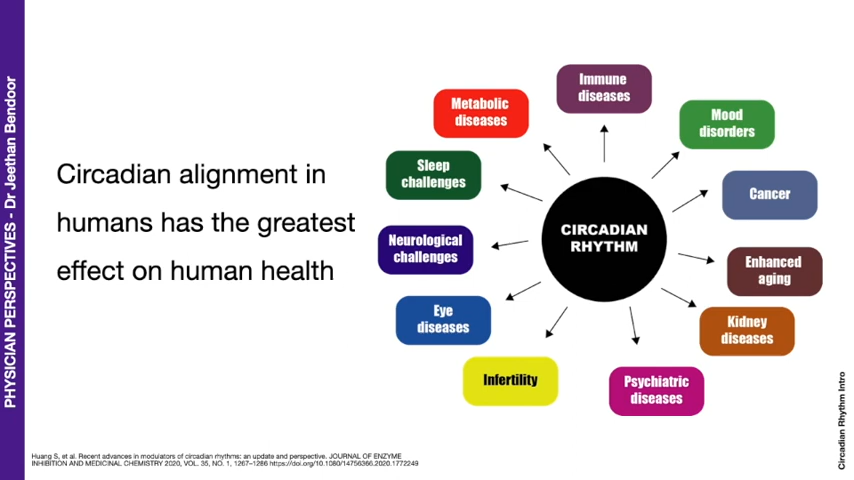 PHYSICIAN PERSPECTIVES - Dr Jeethan Bendoor
Circadian alignment in
humans has the greatest
effect on human health
CIRCADIAN
RHYTHM
Immune
diseases
Mood
disorders
Cancer
Enhanced
aging
Kidney
diseases
Psychiatric
diseases
Infertility
Eye
diseases
Neurological
challenges
Sleep
challenges
Metabolic
diseases
Huang S, et al. Recent advances in modulators of circadian rhythms: an update and perspective. JOURNAL OF ENZYME
INHIBITION AND MEDICINAL CHEMISTRY 2020, VOL. 35, NO. 1, 1267–1286 https://doi.org/10.1080/14756366.2020.1772249
Circadian Rhythm Intro